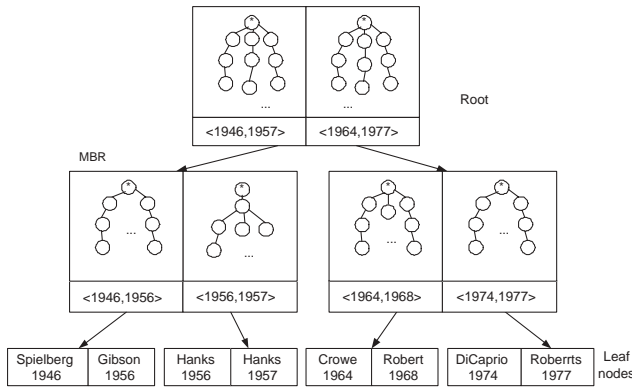 *
*
...
...
Root
<1946,1957>
<1964,1977>
MBR
*
*
*
*
...
...
...
...
<1946,1956>
<1956,1957>
<1964,1968>
<1974,1977>
Spielberg
1946
Gibson
1956
Hanks
1956
Hanks
1957
Crowe
1964
Robert
1968
DiCaprio
1974
Roberrts
1977
Leaf
nodes